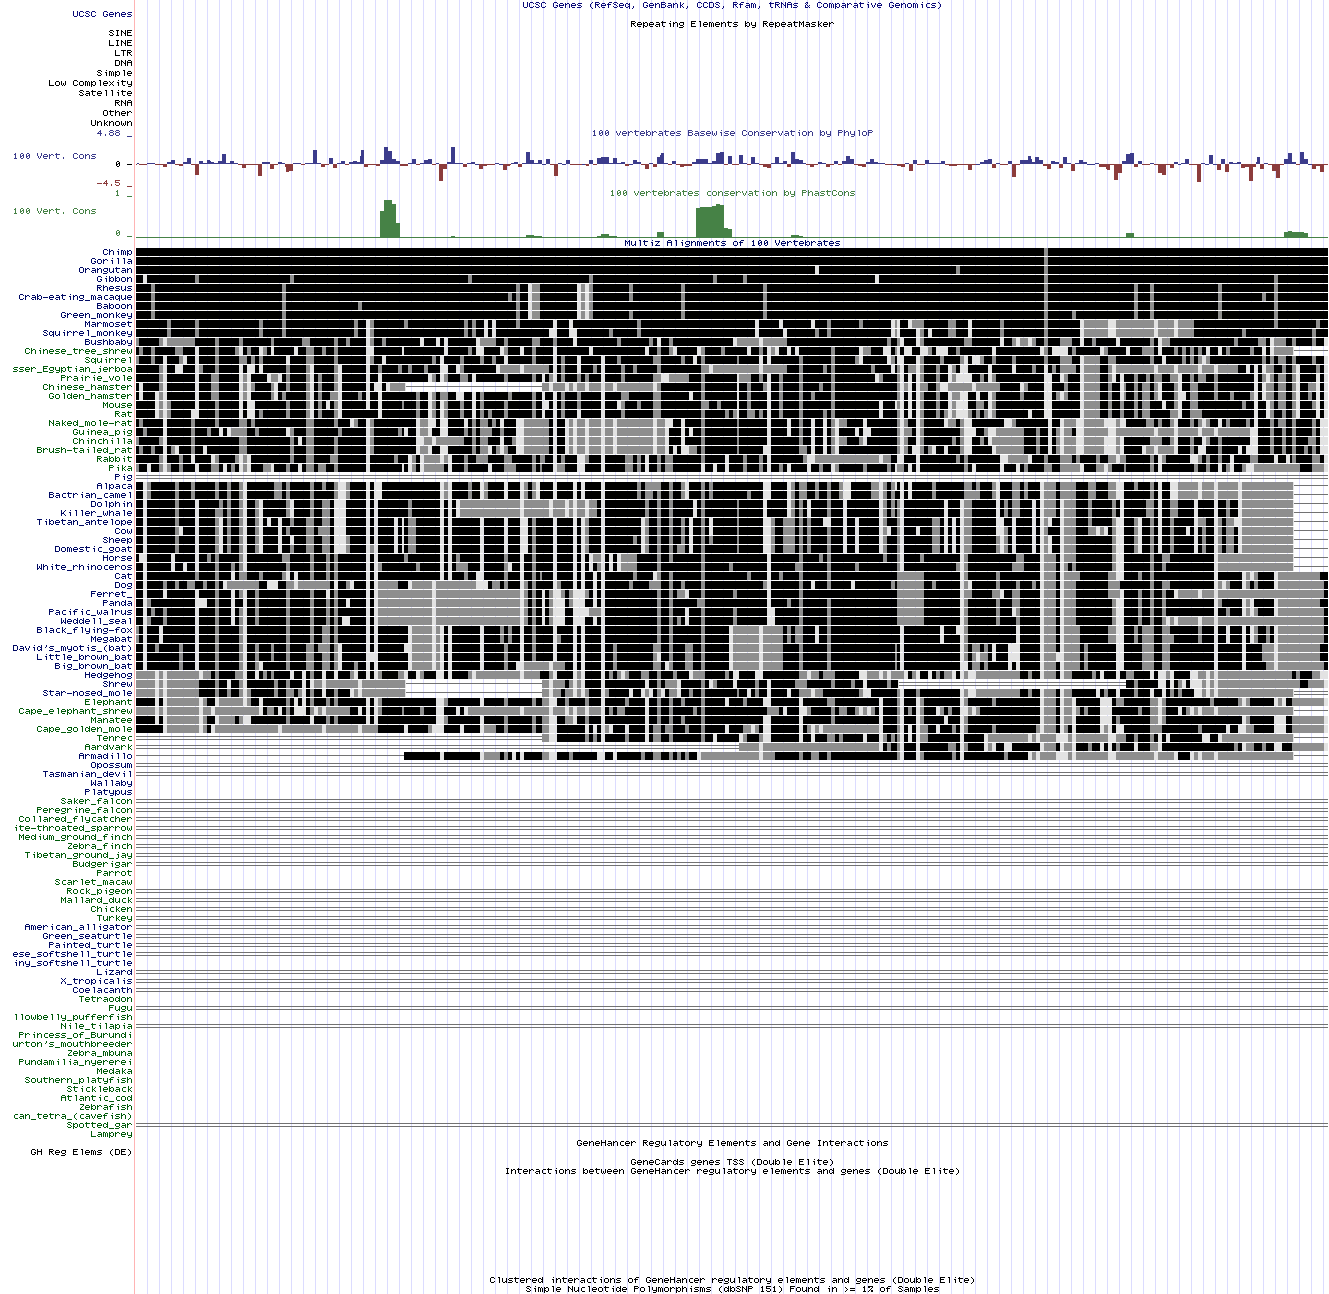 UCSC Genes (RefSeq, GenBank, CCDS, Rfam, tRNAs & Comparative Genomics)
UCSC Genes
Repeating Elements by RepeatMasker
SINE
LINE
LTR
DNA
Simple
Low Complexity
Satellite
RNA
Other
Unknown
4.88 _
100 vertebrates Basewise Conservation by PhyloP
100 Vert. Cons
0 _
-4.5 _
100 vertebrates conservation by PhastCons
1 _
100 Vert. Cons
0 _
Multiz Alignments of 100 Vertebrates
Chimp
Gorilla
Orangutan
Gibbon
Rhesus
Crab-eating_macaque
Baboon
Green_monkey
Marmoset
Squirrel_monkey
Bushbaby
Chinese_tree_shrew
Squirrel
sser_Egyptian_jerboa
Prairie_vole
Chinese_hamster
Golden_hamster
Mouse
Rat
Naked_mole-rat
Guinea_pig
Chinchilla
Brush-tailed_rat
Rabbit
Pika
Pig
Alpaca
Bactrian_camel
Dolphin
Killer_whale
Tibetan_antelope
Cow
Sheep
Domestic_goat
Horse
White_rhinoceros
Cat
Dog
Ferret_
Panda
Pacific_walrus
Weddell_seal
Black_flying-fox
Megabat
David's_myotis_(bat)
Little_brown_bat
Big_brown_bat
Hedgehog
Shrew
Star-nosed_mole
Elephant
Cape_elephant_shrew
Manatee
Cape_golden_mole
Tenrec
Aardvark
Armadillo
Opossum
Tasmanian_devil
Wallaby
Platypus
Saker_falcon
Peregrine_falcon
Collared_flycatcher
ite-throated_sparrow
Medium_ground_finch
Zebra_finch
Tibetan_ground_jay
Budgerigar
Parrot
Scarlet_macaw
Rock_pigeon
Mallard_duck
Chicken
Turkey
American_alligator
Green_seaturtle
Painted_turtle
ese_softshell_turtle
iny_softshell_turtle
Lizard
X_tropicalis
Coelacanth
Tetraodon
Fugu
llowbelly_pufferfish
Nile_tilapia
Princess_of_Burundi
urton's_mouthbreeder
Zebra_mbuna
Pundamilia_nyererei
Medaka
Southern_platyfish
Stickleback
Atlantic_cod
Zebrafish
can_tetra_(cavefish)
Spotted_gar
Lamprey
GeneHancer Regulatory Elements and Gene Interactions
GH Reg Elems (DE)
GeneCards genes TSS (Double Elite)
Interactions between GeneHancer regulatory elements and genes (Double Elite)
Clustered interactions of GeneHancer regulatory elements and genes (Double Elite)
Simple Nucleotide Polymorphisms (dbSNP 151) Found in >= 1% of Samples